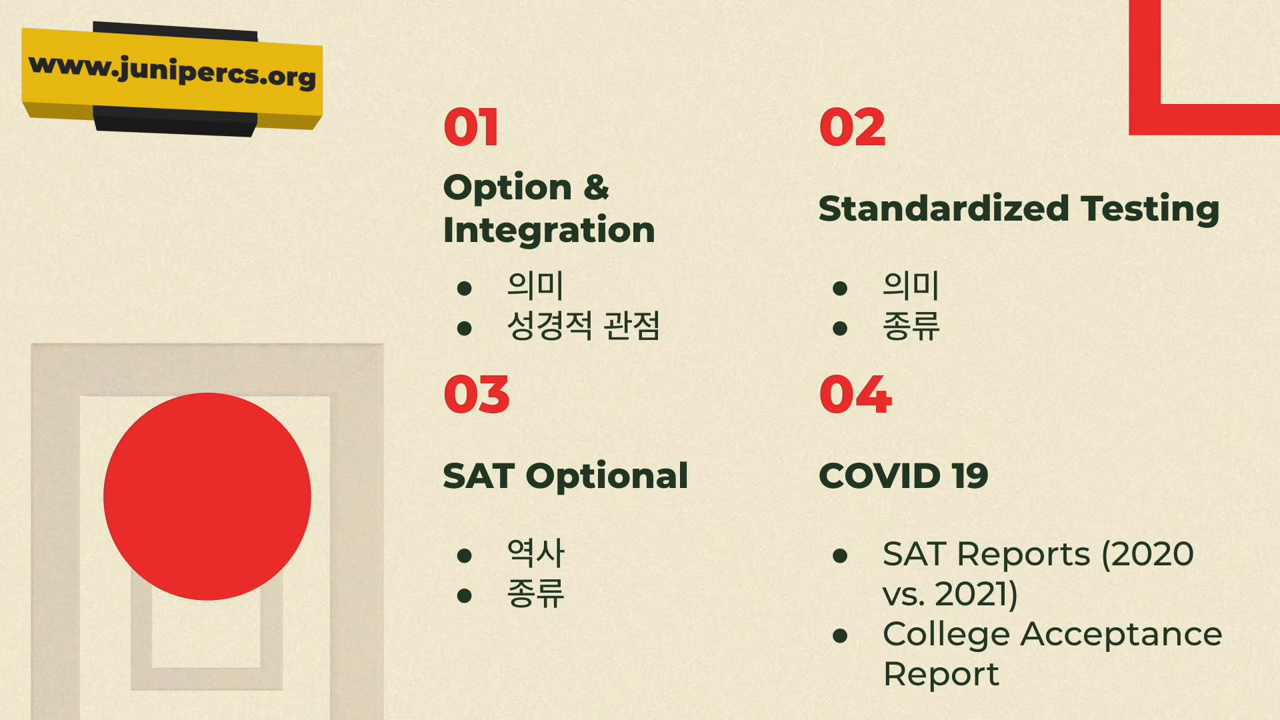 www.junipercs.org
01
Option &
Integration
● 의미
● 성경적 관점
02
Standardized Testing
● 의미
● 종류
03
SAT Optional
● 역사
● 종류
04
COVID 19
● SAT Reports (2020
vs. 2021)
● College Acceptance
Report